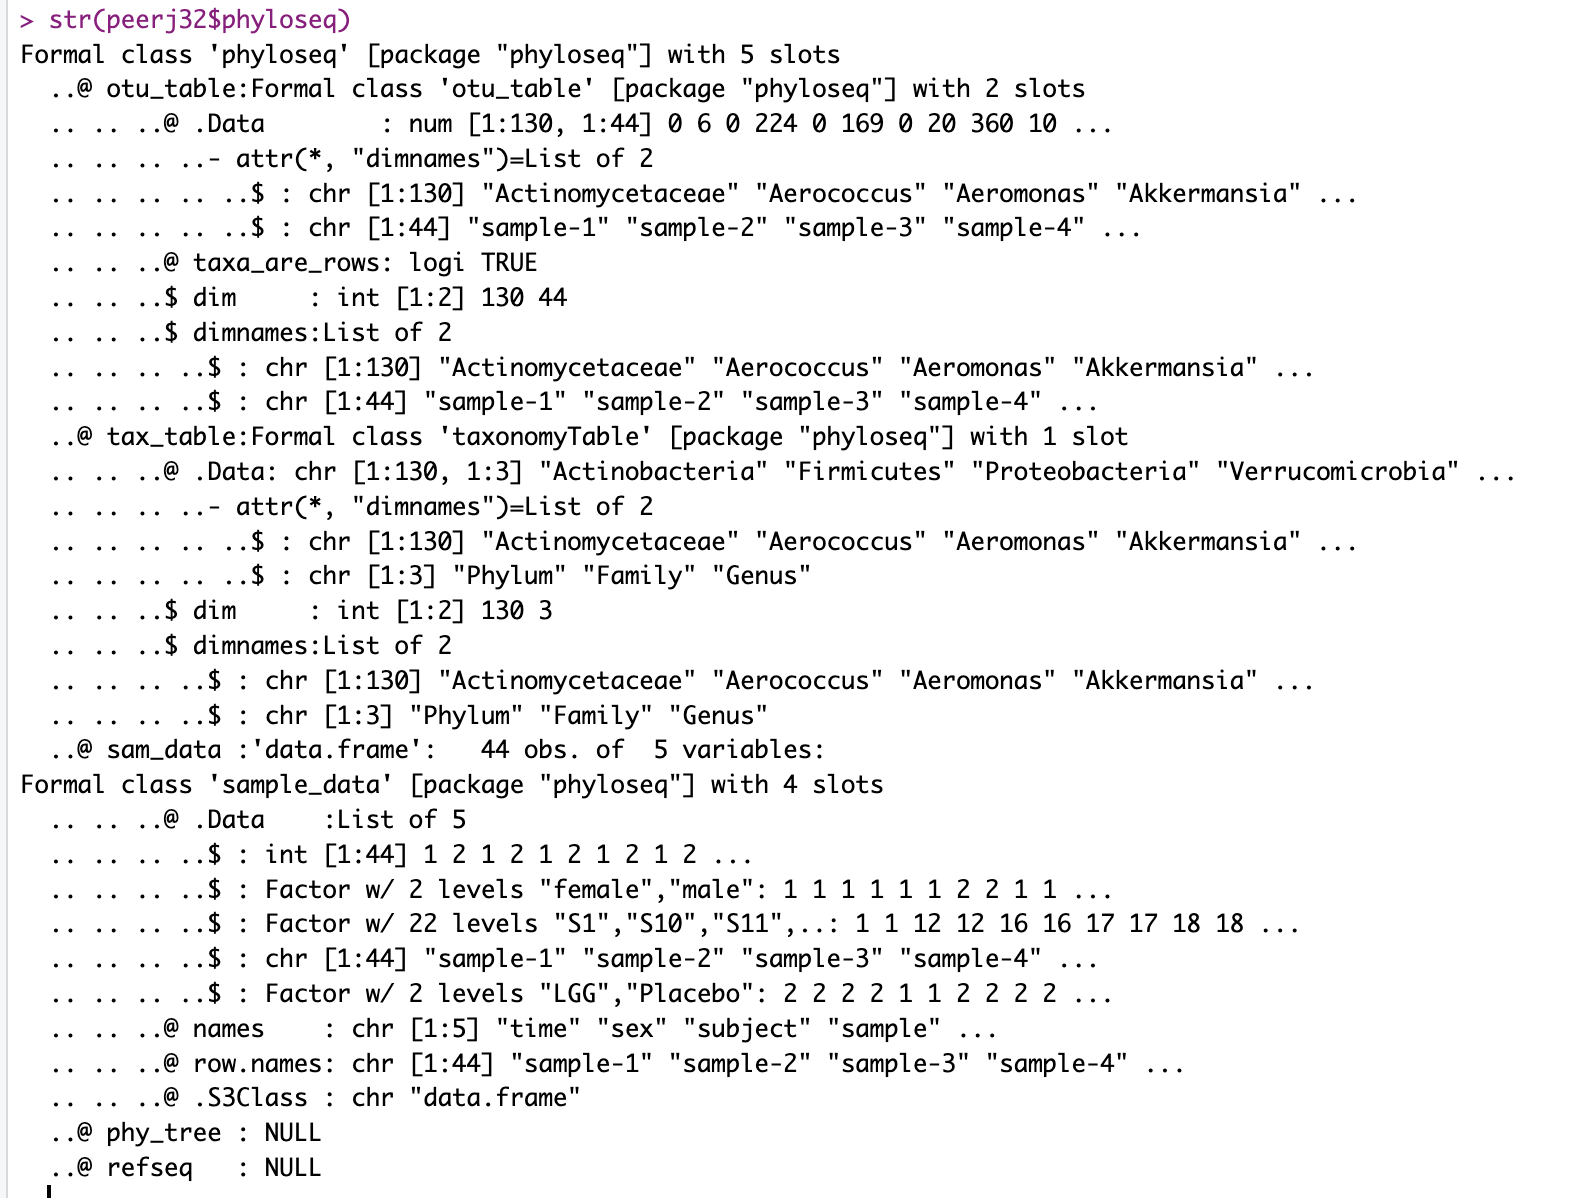 > str(peerj32$phyloseq)
Formal class 'phyloseq' [package "phyloseq"] with 5 slots
  ..@ otu_table:Formal class 'otu_table' [package "phyloseq"] with 2 slots
  .. .. ..@ .Data        : num [1:130, 1:44] 0 6 0 224 0 169 0 20 360 10 ...
  .. .. .. ..- attr(*, "dimnames")=List of 2
  .. .. .. .. ..$ : chr [1:130] "Actinomycetaceae" "Aerococcus" "Aeromonas" "Akkermansia" ...
  .. .. .. .. ..$ : chr [1:44] "sample-1" "sample-2" "sample-3" "sample-4" ...
  .. .. ..@ taxa_are_rows: logi TRUE
  .. .. ..$ dim     : int [1:2] 130 44
  .. .. ..$ dimnames:List of 2
  .. .. .. ..$ : chr [1:130] "Actinomycetaceae" "Aerococcus" "Aeromonas" "Akkermansia" ...
  .. .. .. ..$ : chr [1:44] "sample-1" "sample-2" "sample-3" "sample-4" ...
  ..@ tax_table:Formal class 'taxonomyTable' [package "phyloseq"] with 1 slot
  .. .. ..@ .Data: chr [1:130, 1:3] "Actinobacteria" "Firmicutes" "Proteobacteria" "Verrucomicrobia" ...
  .. .. .. ..- attr(*, "dimnames")=List of 2
  .. .. .. .. ..$ : chr [1:130] "Actinomycetaceae" "Aerococcus" "Aeromonas" "Akkermansia" ...
  .. .. .. .. ..$ : chr [1:3] "Phylum" "Family" "Genus"
  .. .. ..$ dim     : int [1:2] 130 3
  .. .. ..$ dimnames:List of 2
  .. .. .. ..$ : chr [1:130] "Actinomycetaceae" "Aerococcus" "Aeromonas" "Akkermansia" ...
  .. .. .. ..$ : chr [1:3] "Phylum" "Family" "Genus"
  ..@ sam_data :'data.frame':   44 obs. of  5 variables:
Formal class 'sample_data' [package "phyloseq"] with 4 slots
  .. .. ..@ .Data    :List of 5
  .. .. .. ..$ : int [1:44] 1 2 1 2 1 2 1 2 1 2 ...
  .. .. .. ..$ : Factor w/ 2 levels "female","male": 1 1 1 1 1 1 2 2 1 1 ...
  .. .. .. ..$ : Factor w/ 22 levels "S1","S10","S11",..: 1 1 12 12 16 16 17 17 18 18 ...
  .. .. .. ..$ : chr [1:44] "sample-1" "sample-2" "sample-3" "sample-4" ...
  .. .. .. ..$ : Factor w/ 2 levels "LGG","Placebo": 2 2 2 2 1 1 2 2 2 2 ...
  .. .. ..@ names    : chr [1:5] "time" "sex" "subject" "sample" ...
  .. .. ..@ row.names: chr [1:44] "sample-1" "sample-2" "sample-3" "sample-4" ...
  .. .. ..@ .S3Class : chr "data.frame"
  ..@ phy_tree : NULL
  ..@ refseq   : NULL